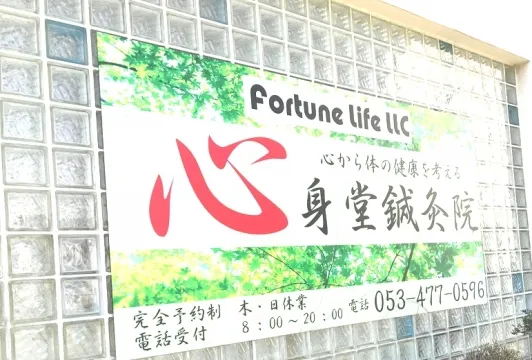 Fortune Life LLC
心から体の健康を考える
心身堂鍼灸院
完全予約制 木・日休業 電話 053-477-0596
電話受付 8：00～20：00